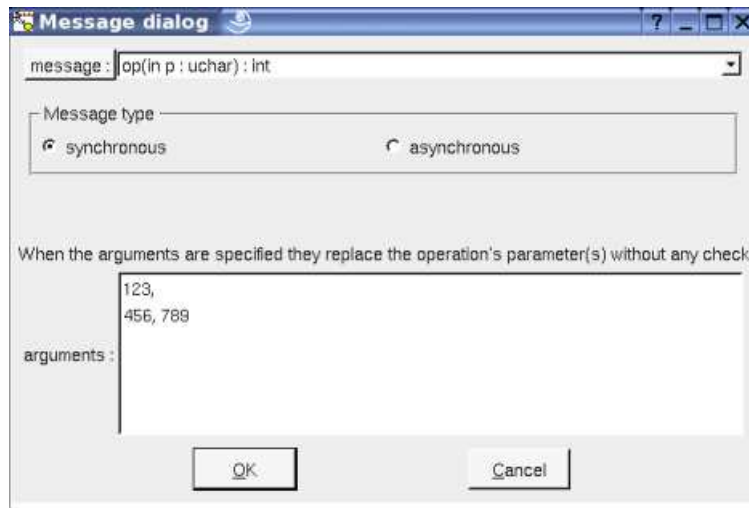 Message dialog
message : op(in p : uchar) : int
Message type
synchronous asynchronous
When the arguments are specified they replace the operation's parameter(s) without any check
arguments :
123,
456, 789
OK Cancel